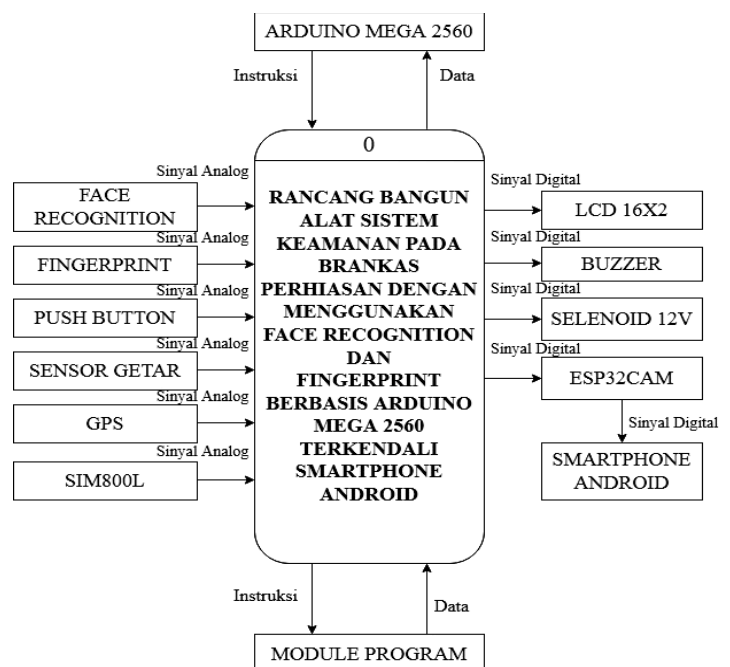 ARDUINO MEGA 2560
Instruksi
Data
0
Sinyal Analog
FACE
RECOGNITION
Sinyal Analog
FINGERPRINT
Sinyal Analog
PUSH BUTTON
Sinyal Analog
SENSOR GETAR
Sinyal Analog
GPS
Sinyal Analog
SIM800L
RANCANG BANGUN
ALAT SISTEM
KEAMANAN PADA
BRANKAS
PERHIASAN DENGAN
MENGGUNAKAN
FACE RECOGNITION
DAN
FINGERPRINT
BERBASIS ARDUINO
MEGA 2560
TERKENDALI
SMARTPHONE
ANDROID
Sinyal Digital
LCD 16X2
Sinyal Digital
BUZZER
Sinyal Digital
SELENOID 12V
Sinyal Digital
ESP32CAM
Sinyal Digital
SMARTPHONE
ANDROID
Instruksi
Data
MODULE PROGRAM